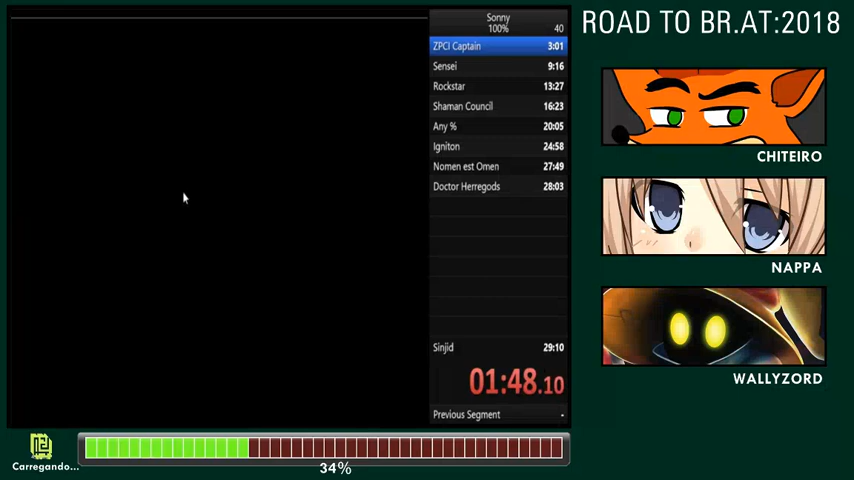 Sonny
100% 40
ZPCI Captain 3:01
Sensei 9:16
Rockstar 13:27
Shaman Council 16:23
Any % 20:05
Igniton 24:58
Nomen est Omen 27:49
Doctor Herregods 28:03
Sinjid 29:10
01:48.10
Previous Segment -
ROAD TO BR.AT:2018
CHITEIRO
NAPPA
WALLYZORD
Carregando...
34%